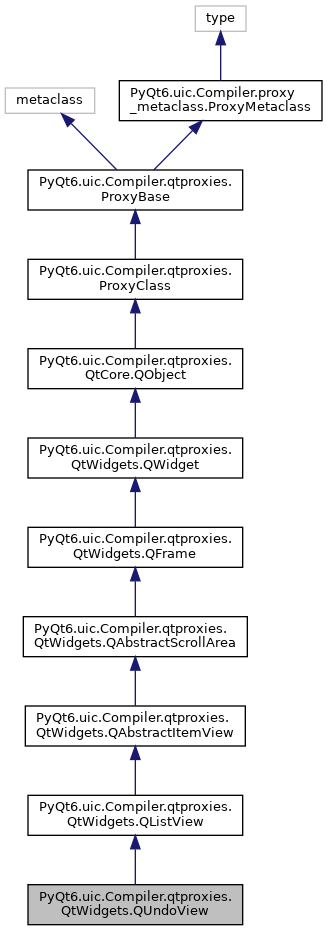 type
metaclass
PyQt6.uic.Compiler.proxy
_metaclass.ProxyMetaclass
PyQt6.uic.Compiler.qtproxies.
ProxyBase
PyQt6.uic.Compiler.qtproxies.
ProxyClass
PyQt6.uic.Compiler.qtproxies.
QtCore.QObject
PyQt6.uic.Compiler.qtproxies.
QtWidgets.QWidget
PyQt6.uic.Compiler.qtproxies.
QtWidgets.QFrame
PyQt6.uic.Compiler.qtproxies.
QtWidgets.QAbstractScrollArea
PyQt6.uic.Compiler.qtproxies.
QtWidgets.QAbstractItemView
PyQt6.uic.Compiler.qtproxies.
QtWidgets.QListView
PyQt6.uic.Compiler.qtproxies.
QtWidgets.QUndoView